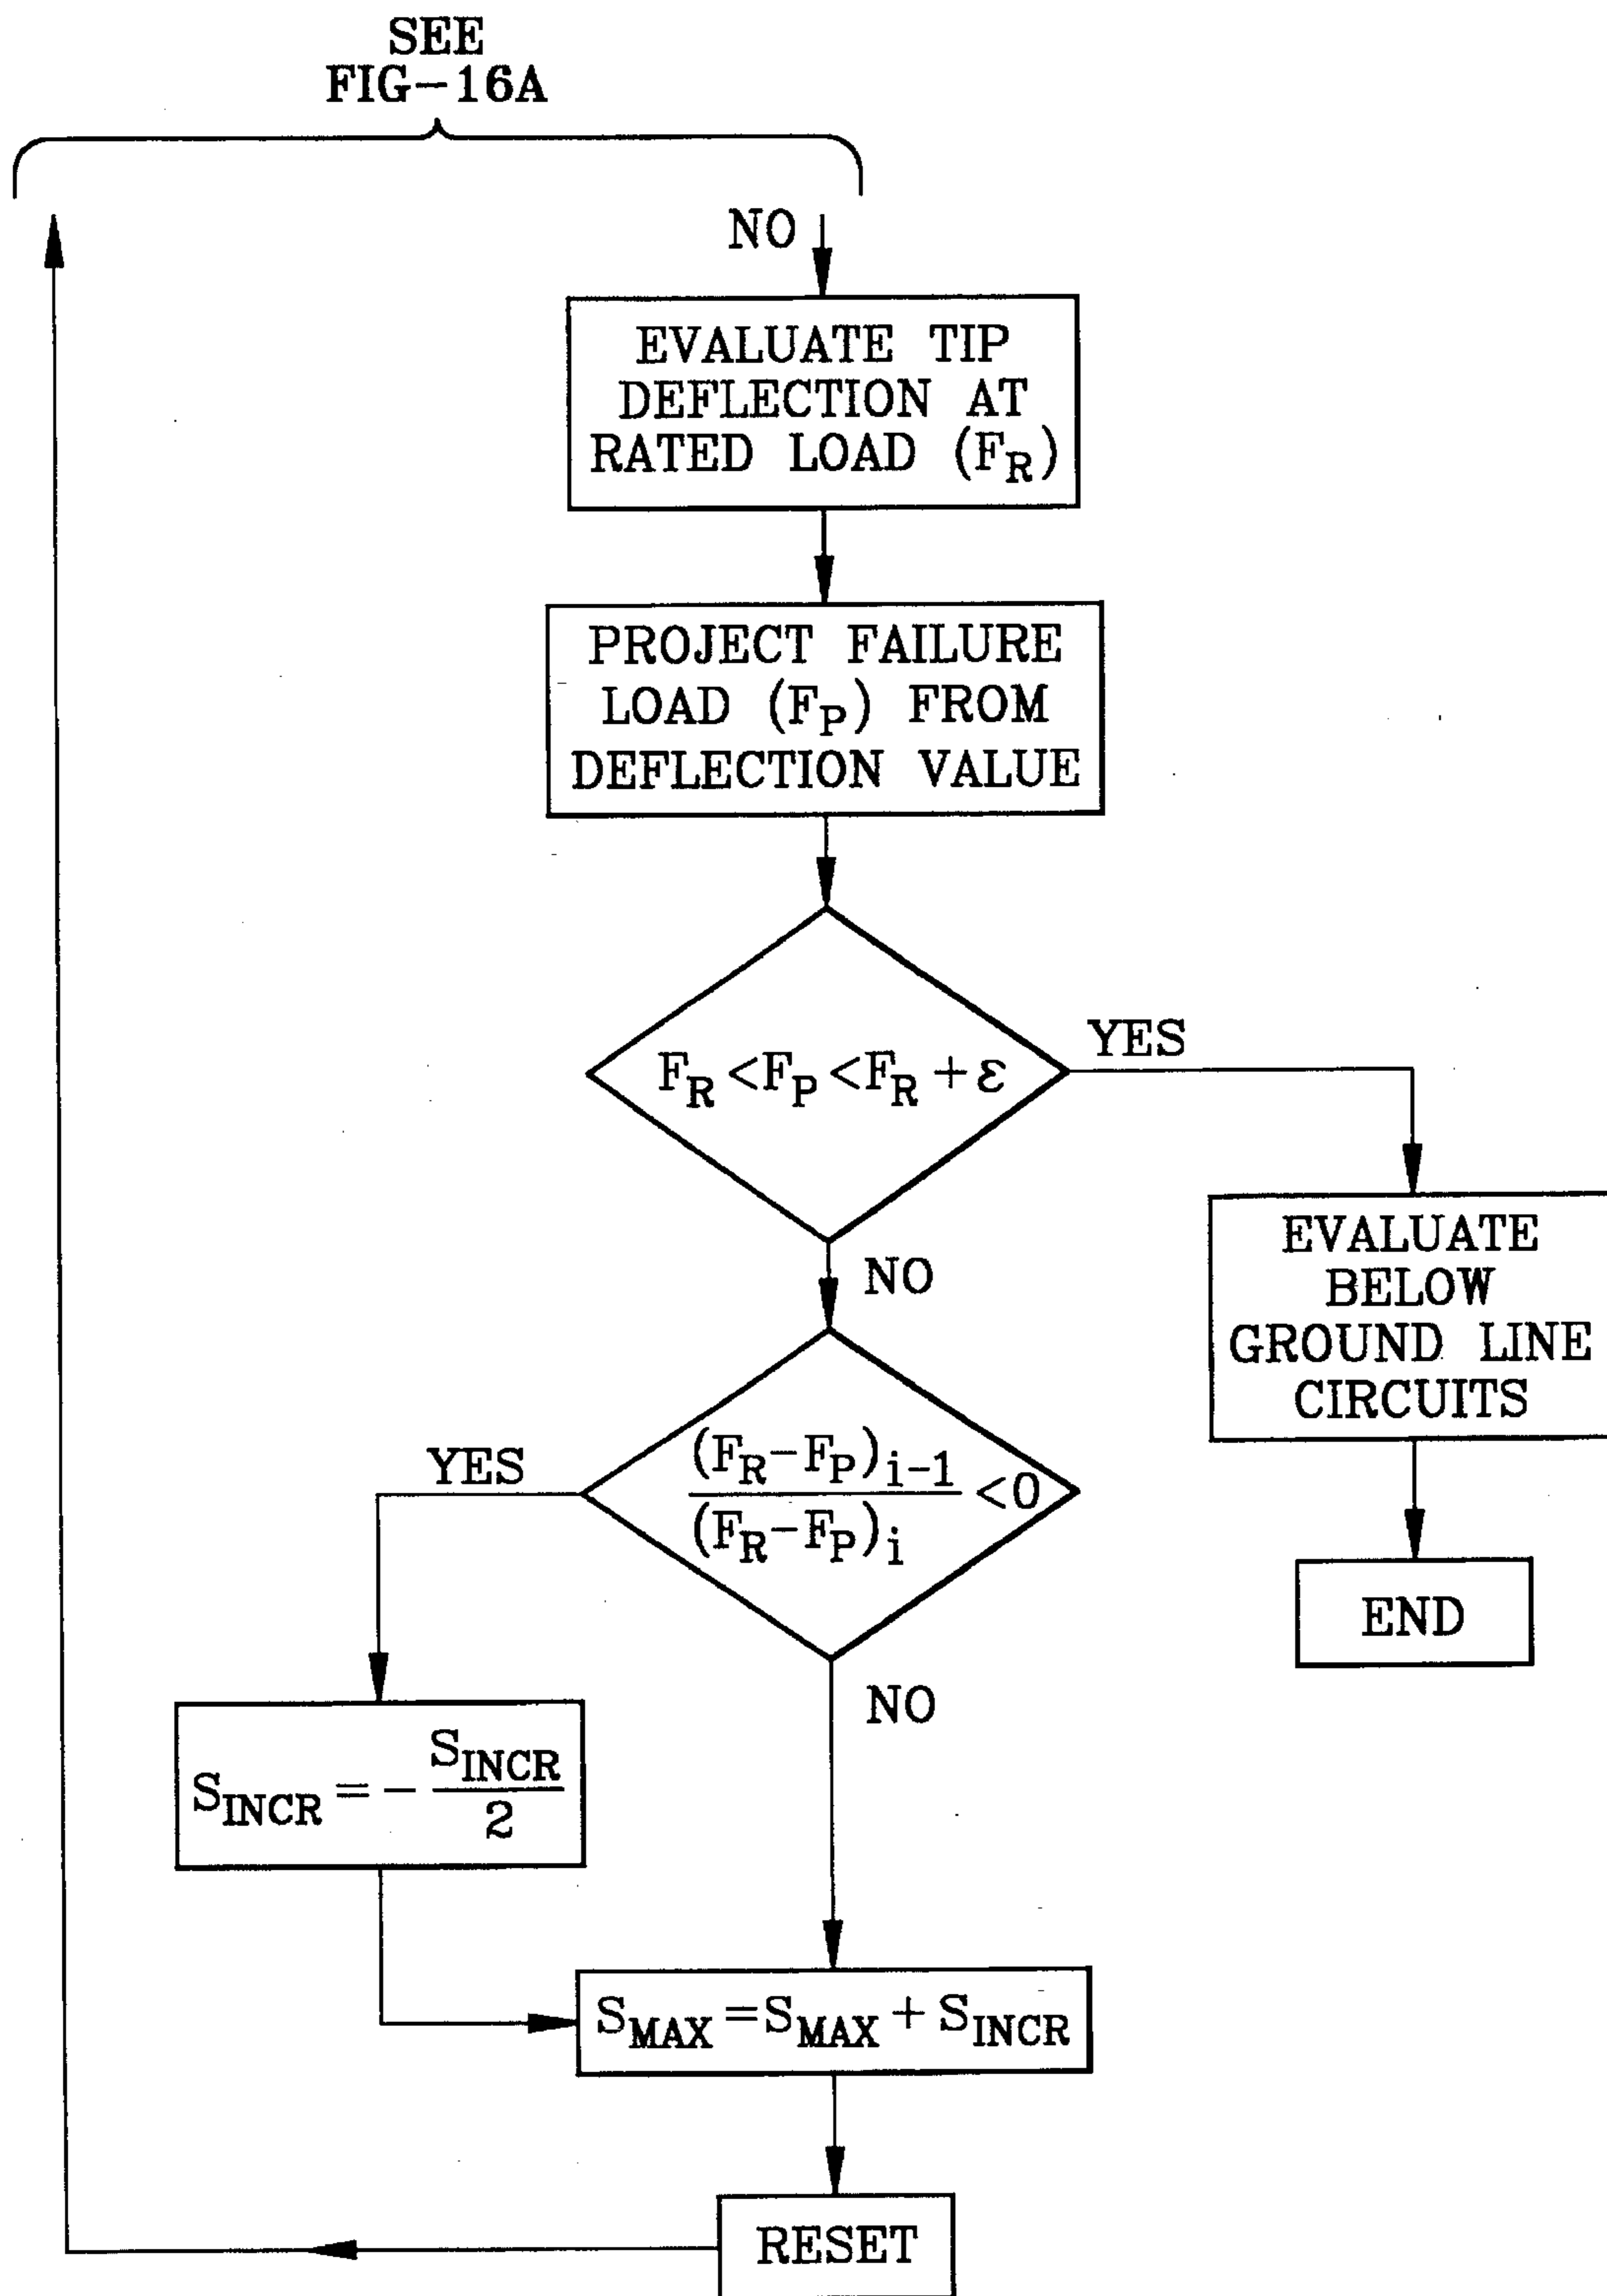 SEE
FIG-16A
NO
EVALUATE TIP
DEFLECTION AT
RATED LOAD (F_R)
PROJECT FAILURE
LOAD (F_P) FROM
DEFLECTION VALUE
F_R <F_P <F_R +ε
YES
EVALUATE
BELOW
GROUND LINE
CIRCUITS
END
NO
(F_R-F_P)_{i-1}
<0
(F_R-F_P)_i
YES
NO
S_INCR = - S_INCR
2
S_MAX =S_MAX + S_INCR
RESET